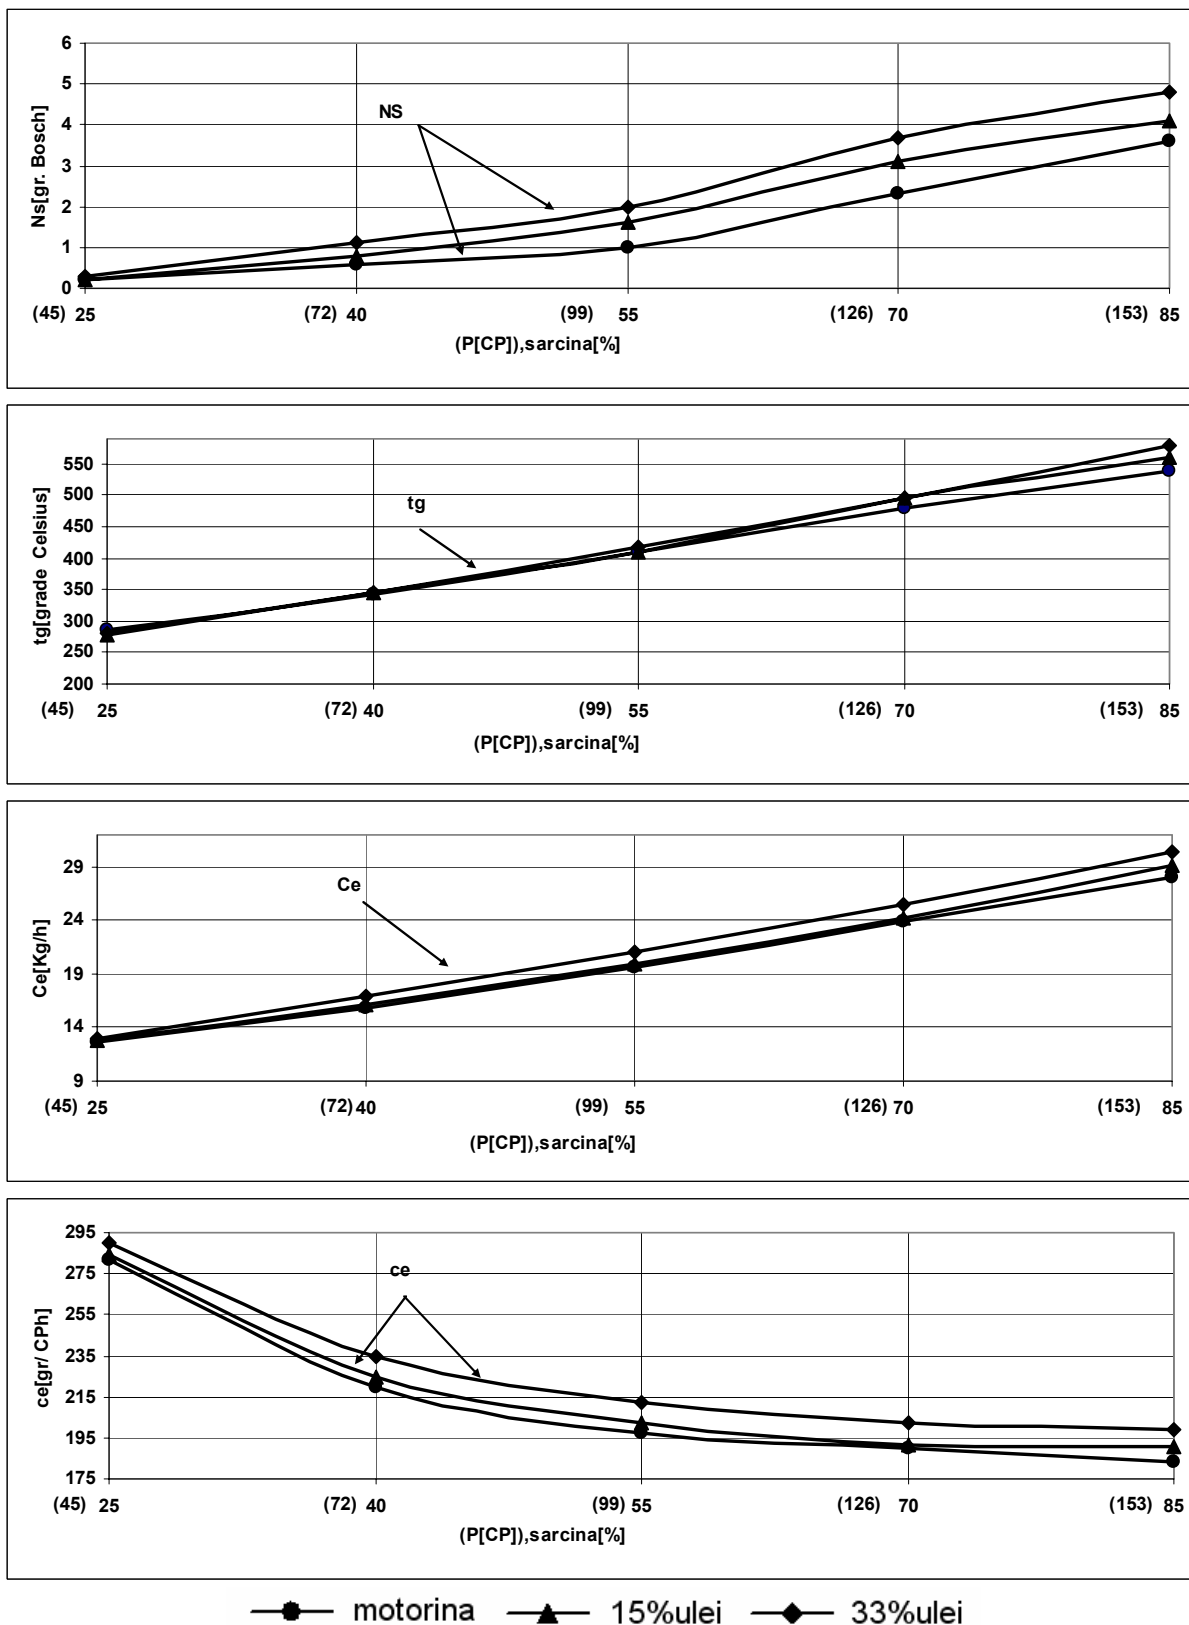 Ns[gr. Bosch]
6
5
4
3
2
1
0
NS
(45) 25 (72) 40 (99) 55 (126) 70 (153) 85
(P[CP]),sarcina[%]
tg[grade Celsius]
550
500
450
400
350
300
250
200
tg
(45) 25 (72) 40 (99) 55 (126) 70 (153) 85
(P[CP]),sarcina[%]
Ce[Kg/h]
29
24
19
14
9
Ce
(45) 25 (72) 40 (99) 55 (126) 70 (153) 85
(P[CP]),sarcina[%]
ce[gr/ CPh]
295
275
255
235
215
195
175
ce
(45) 25 (72) 40 (99) 55 (126) 70 (153) 85
(P[CP]),sarcina[%]
motorina 15%ulei 33%ulei